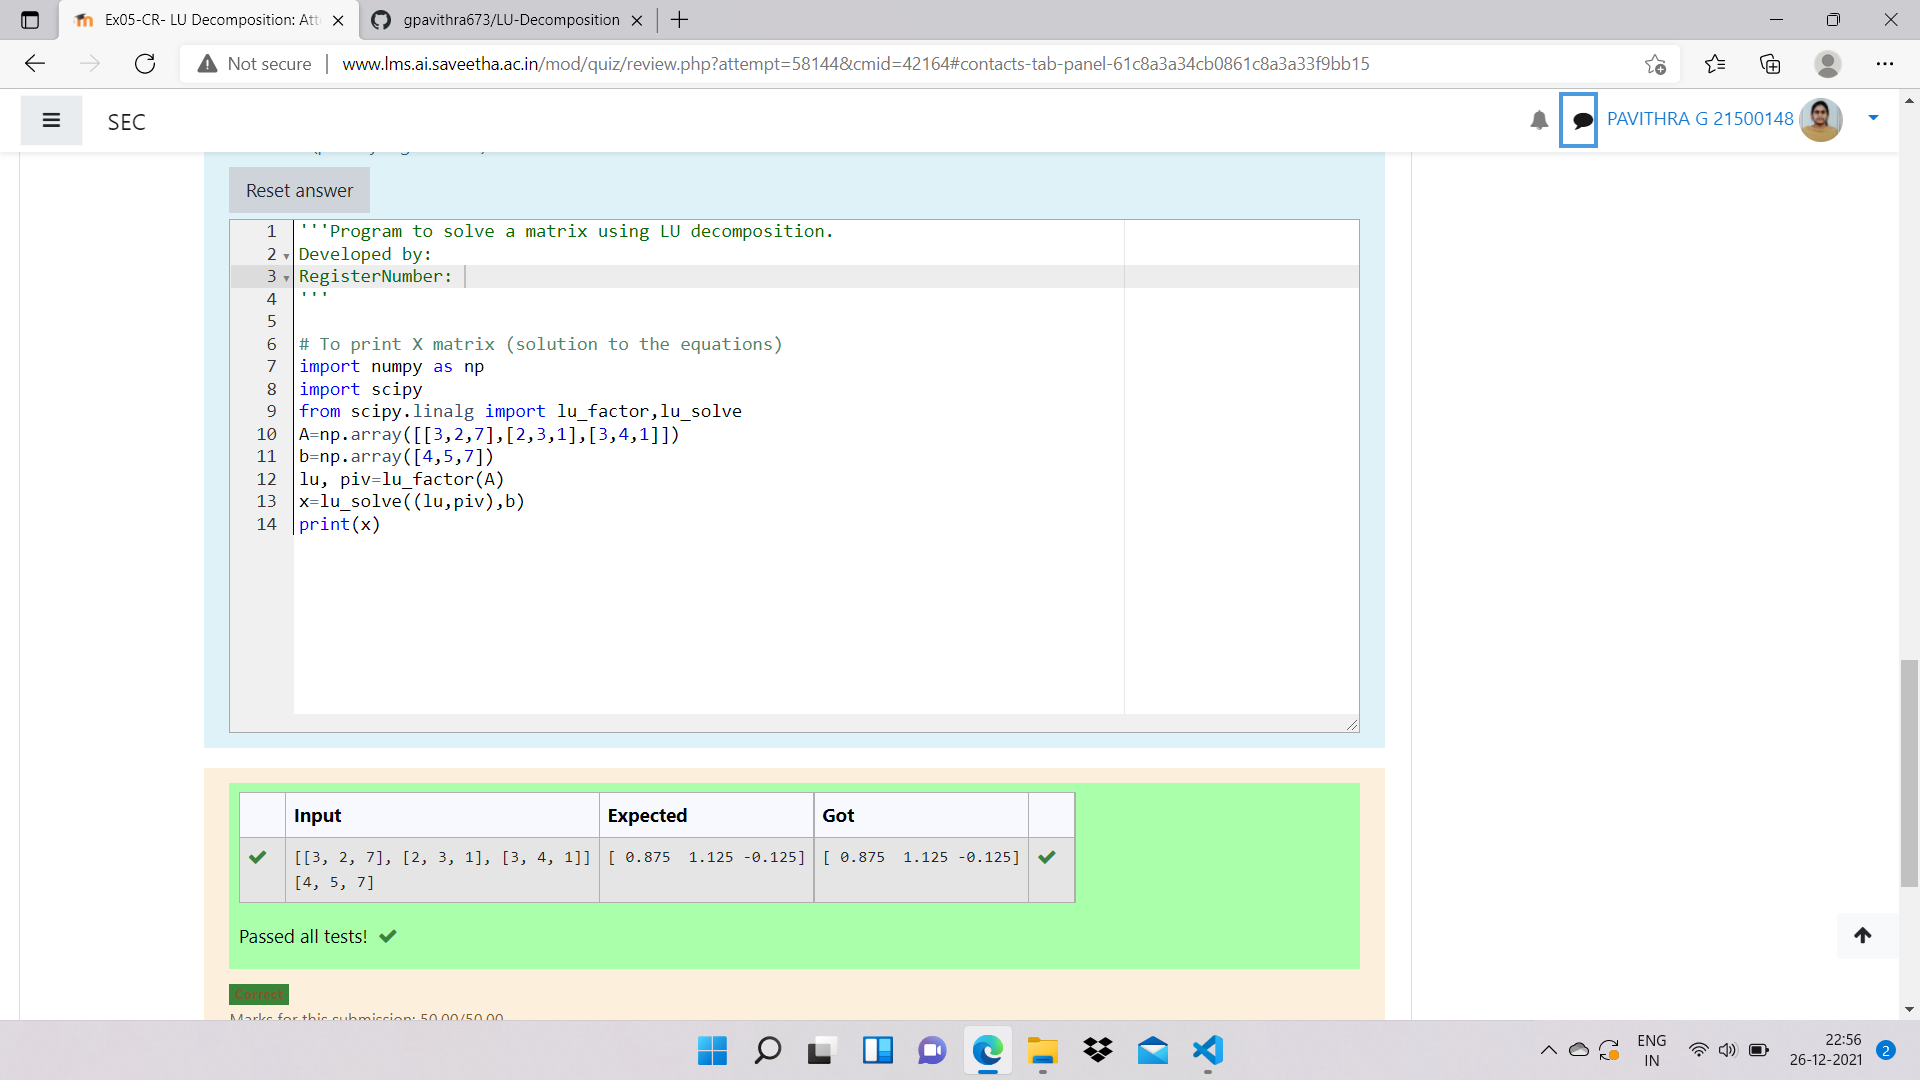 Ex05-CR- LU Decomposition: Att
gpavithra673/LU-Decomposition
Not secure
www.lms.ai.saveetha.ac.in/mod/quiz/review.php?attempt=58144&cmid=42164#contacts-tab-panel-61c8a3a34cb0861c8a3a33f9bb15
SEC
PAVITHRA G 21500148
Reset answer
1 '''Program to solve a matrix using LU decomposition.
2 Developed by:
3 RegisterNumber:
4 '''
5
6 # To print X matrix (solution to the equations)
7 import numpy as np
8 import scipy
9 from scipy.linalg import lu_factor,lu_solve
10 A=np.array([[3,2,7],[2,3,1],[3,4,1]])
11 b=np.array([4,5,7])
12 lu, piv=lu_factor(A)
13 x=lu_solve((lu,piv),b)
14 print(x)
Input Expected Got
[[3, 2, 7], [2, 3, 1], [3, 4, 1]] [ 0.875  1.125 -0.125] [ 0.875  1.125 -0.125]
[4, 5, 7]
Passed all tests!
Correct
Marks for this submission: 50.00/50.00
ENG
IN
22:56
26-12-2021
2